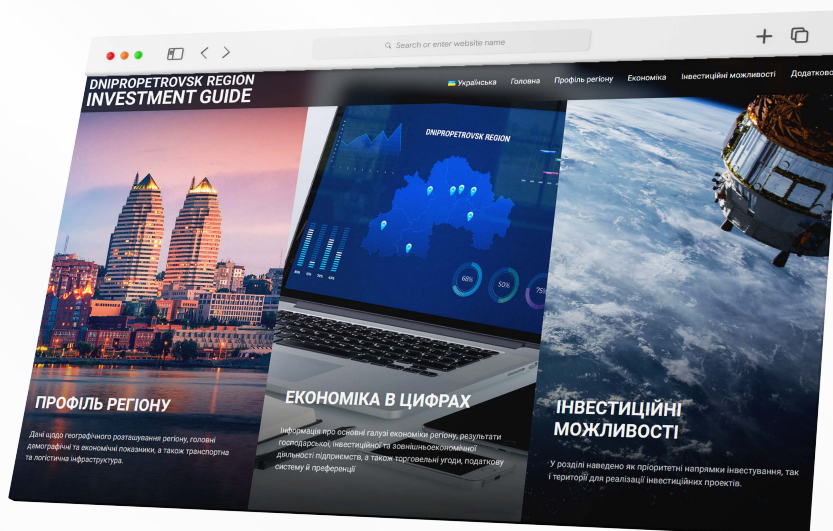 Search or enter website name
DNIPROPETROVSK REGION
INVESTMENT GUIDE
Українська Головна Профіль регіону Економіка Інвестиційні можливості Додатково
DNIPROPETROVSK REGION
68%
50%
75%
ПРОФІЛЬ РЕГІОНУ
Дані щодо географічного розташування регіону, головні
демографічні та економічні показники, а також транспортна
та логістична інфраструктура.
ЕКОНОМІКА В ЦИФРАХ
Інформація про основні галузі економіки регіону, результати
господарської, інвестиційної та зовнішньоекономічної
діяльності підприємств, а також торговельні угоди, податкову
систему й преференції
ІНВЕСТИЦІЙНІ
МОЖЛИВОСТІ
У розділі наведено як пріоритетні напрямки інвестування, так
і території для реалізації інвестиційних проектів.